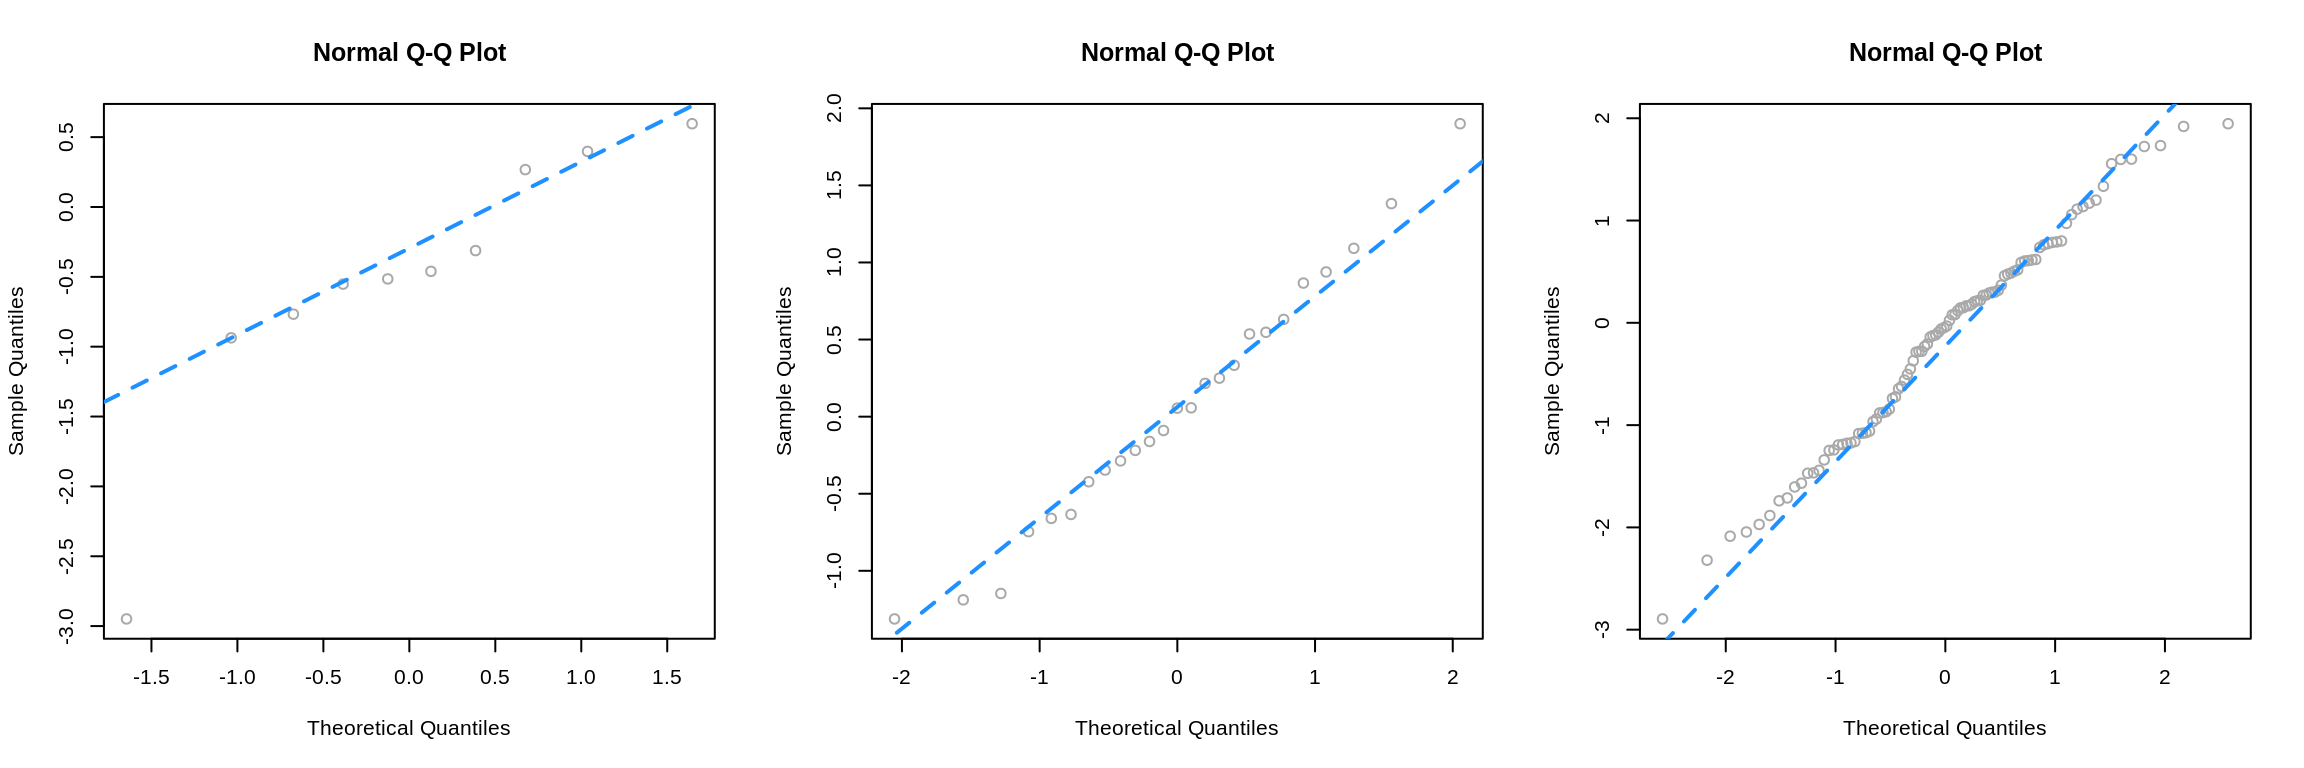 Normal Q-Q Plot
Sample Quantiles
0.5
0.0
-0.5
-1.0
-1.5
-2.0
-2.5
-3.0
-1.5 -1.0 -0.5 0.0 0.5 1.0 1.5
Theoretical Quantiles
Normal Q-Q Plot
Sample Quantiles
2.0
1.5
1.0
0.5
0.0
-0.5
-1.0
-2 -1 0 1 2
Theoretical Quantiles
Normal Q-Q Plot
Sample Quantiles
2
1
0
-1
-2
-3
-2 -1 0 1 2
Theoretical Quantiles